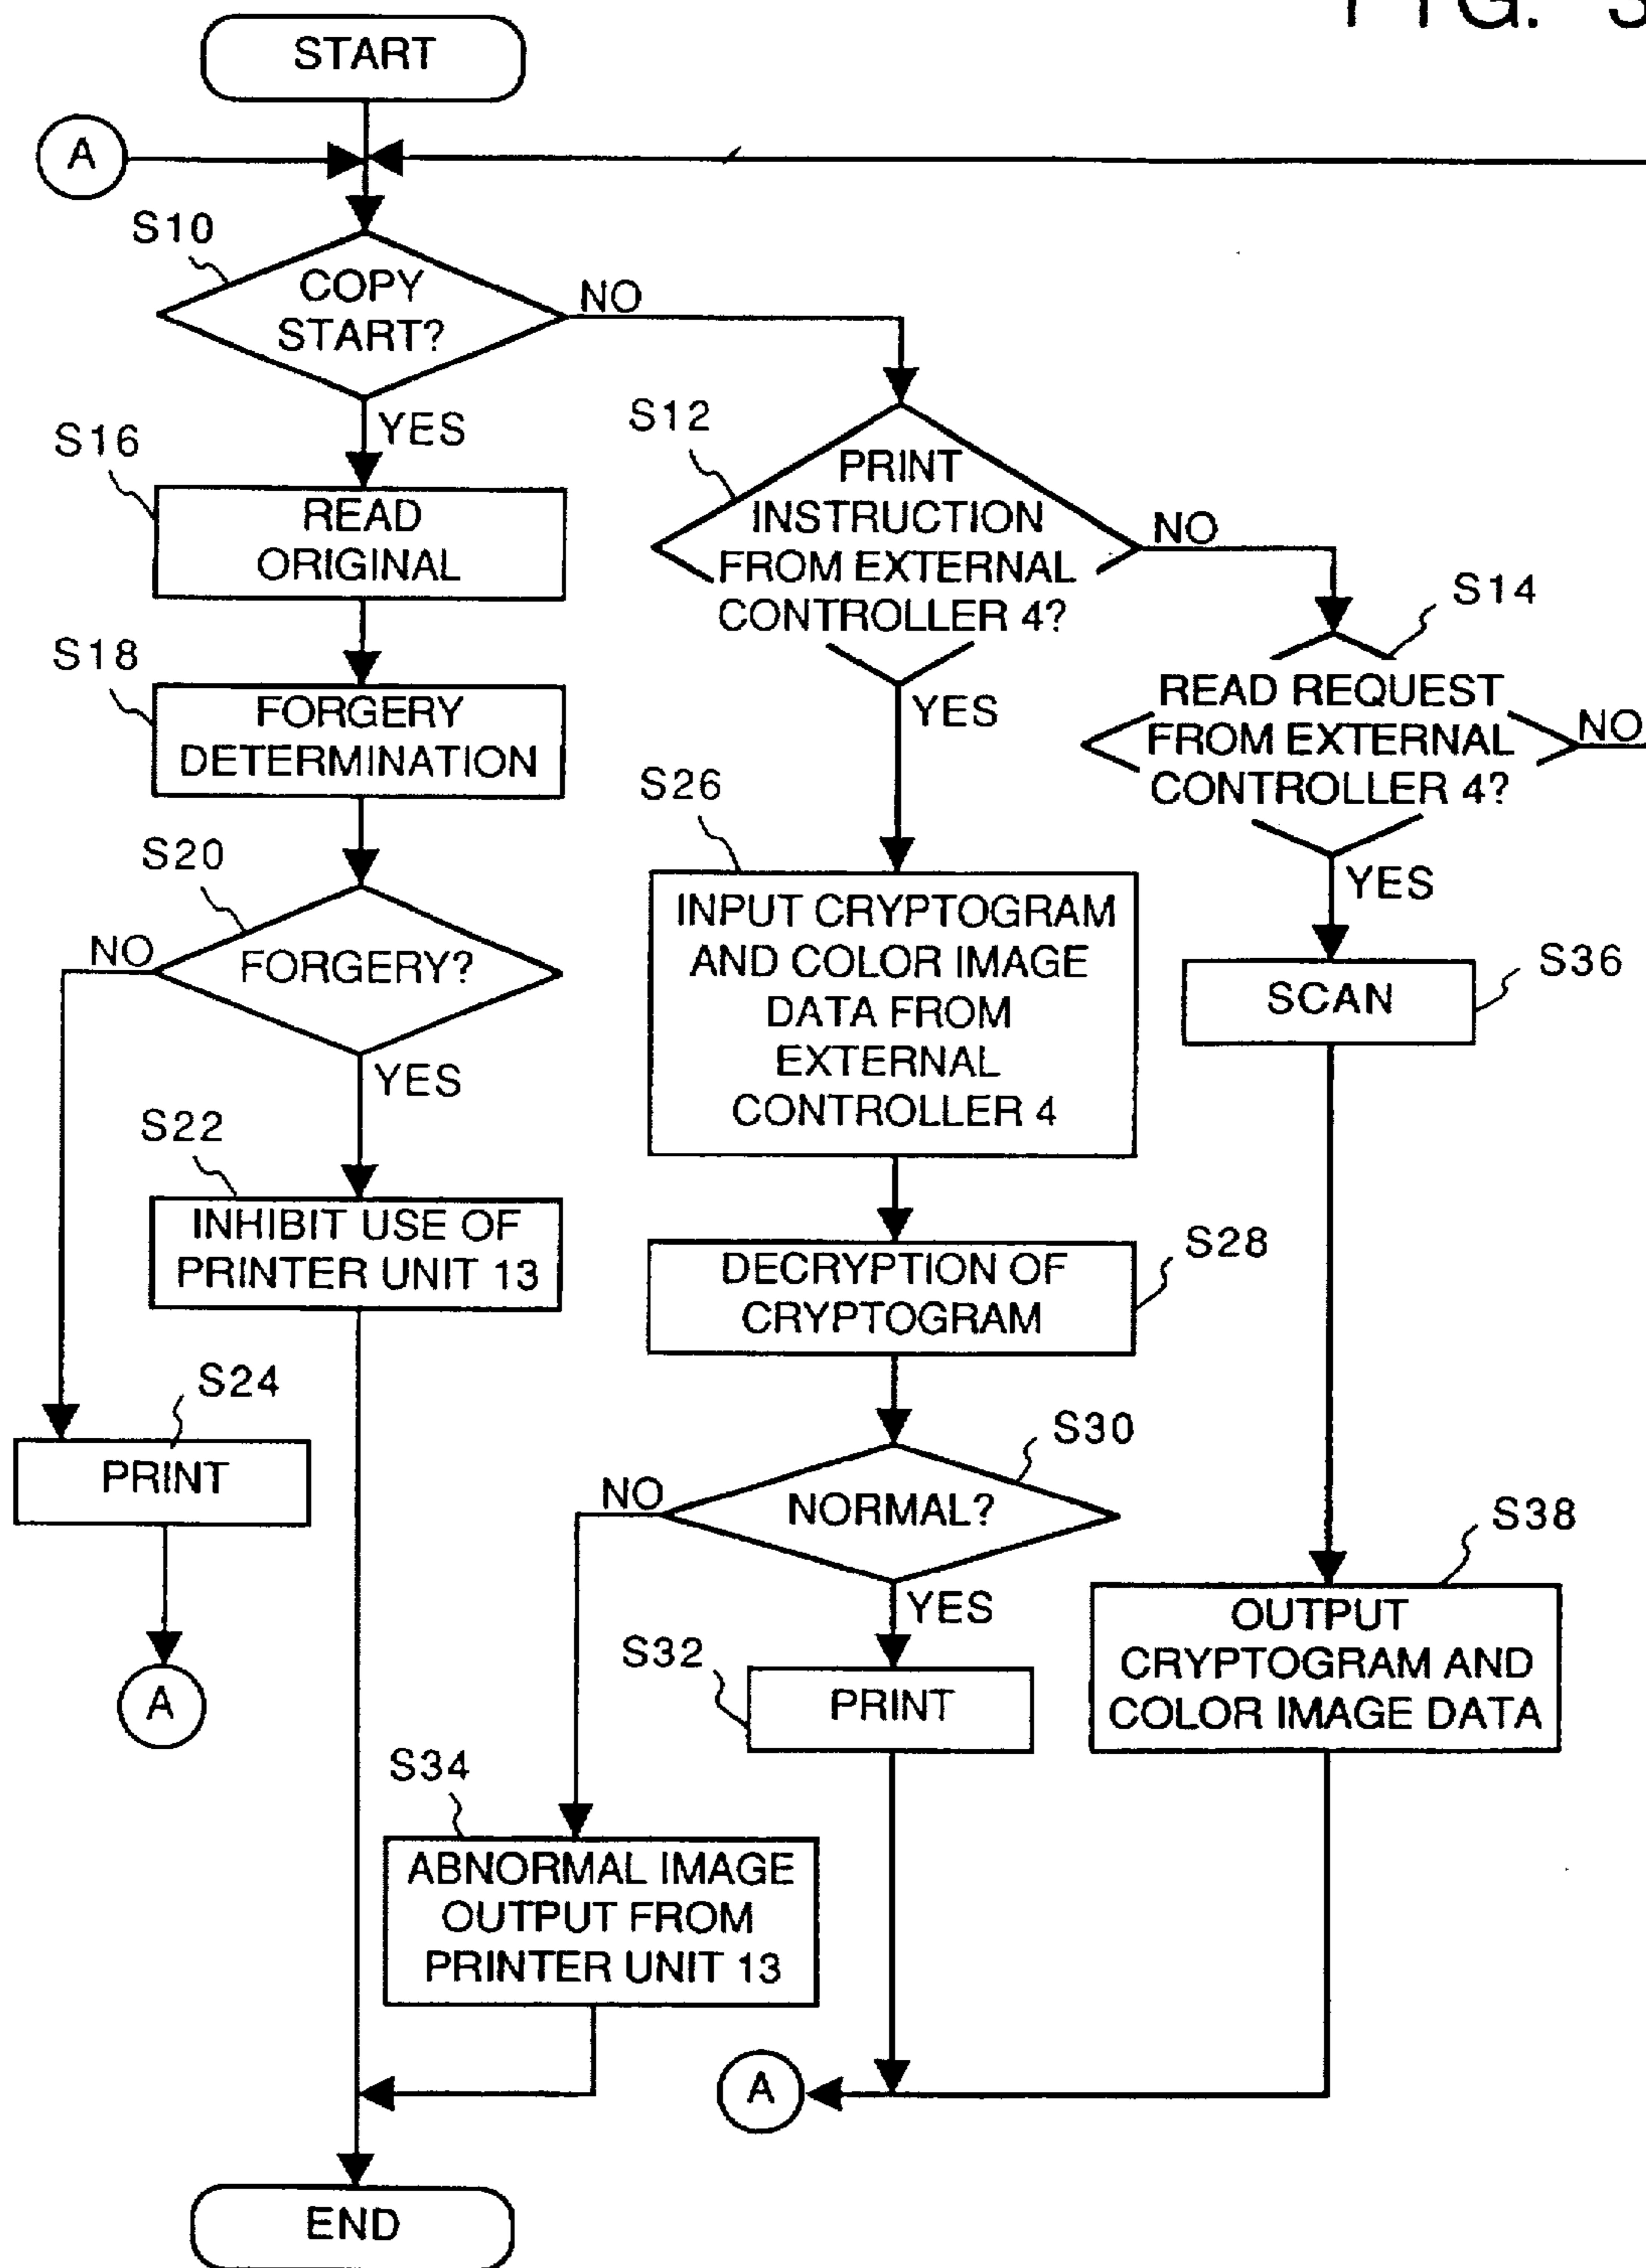 FIG. 3
START
A
S10
COPY
START?
NO
YES
S12
PRINT
INSTRUCTION
FROM EXTERNAL
CONTROLLER 4?
NO
YES
S14
READ REQUEST
FROM EXTERNAL
CONTROLLER 4?
NO
YES
S16
READ
ORIGINAL
S18
FORGERY
DETERMINATION
S20
FORGERY?
NO
YES
S22
INHIBIT USE OF
PRINTER UNIT 13
S24
PRINT
A
S26
INPUT CRYPTOGRAM
AND COLOR IMAGE
DATA FROM
EXTERNAL
CONTROLLER 4
S28
DECRYPTION OF
CRYPTOGRAM
S30
NORMAL?
NO
YES
S32
PRINT
S34
ABNORMAL IMAGE
OUTPUT FROM
PRINTER UNIT 13
S36
SCAN
S38
OUTPUT
CRYPTOGRAM AND
COLOR IMAGE DATA
A
END